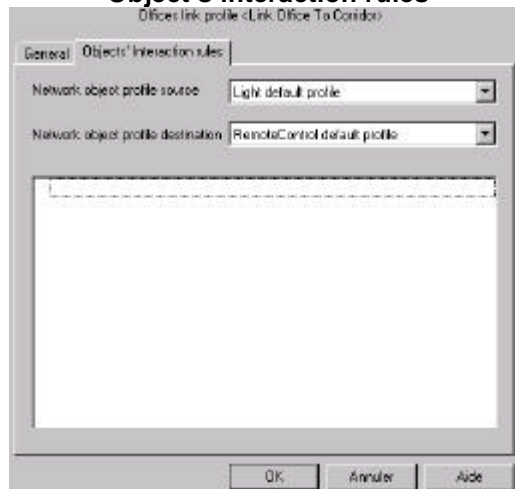 Object's Interaction rules
Offices link profile <Link Office To Corridor>
General Objects' Interaction rules
Network object profile source Light default profile
Network object profile destination RemoteControl default profile
OK Annuler Aide